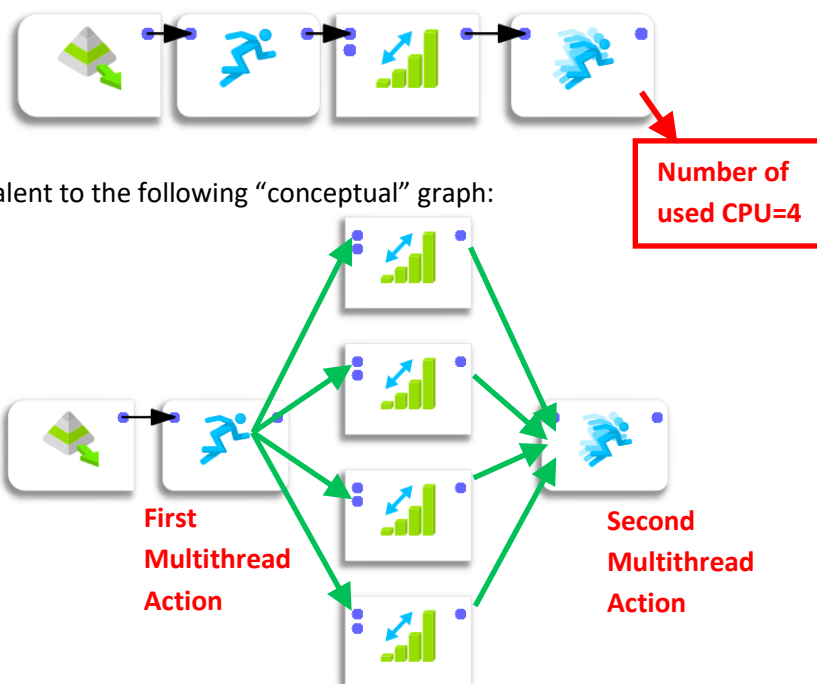 Number of
used CPU=4
alent to the following “conceptual” graph:
First
Multithread
Action
Second
Multithread
Action